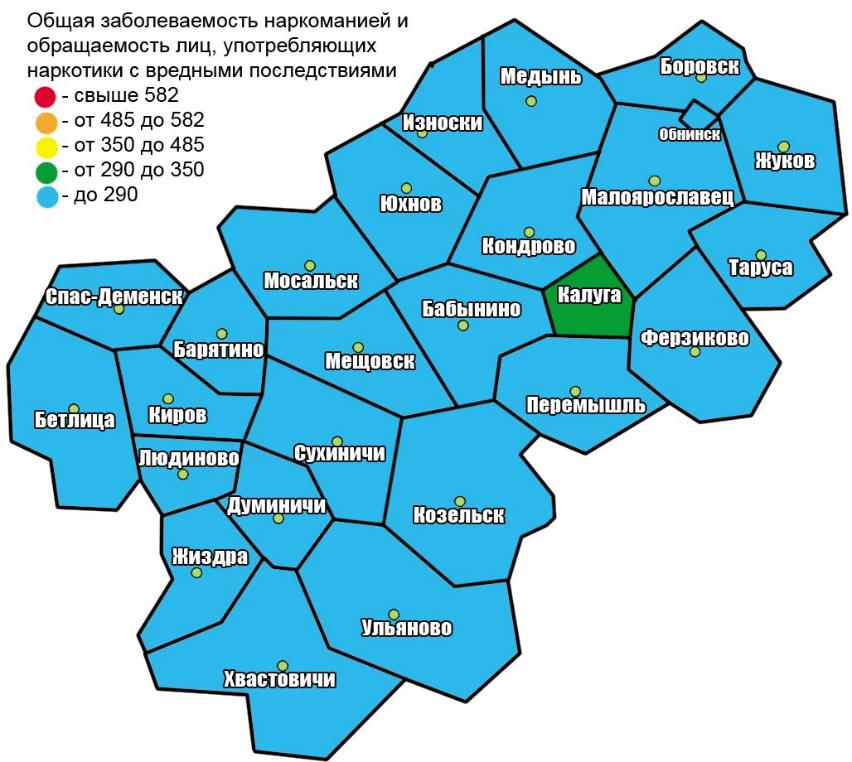 Общая заболеваемость наркоманией и
обращаемость лиц, употребляющих
наркотики с вредными последствиями
- свыше 582
- от 485 до 582
- от 350 до 485
- от 290 до 350
- до 290
Боровск
Медынь
Износки
Обнинск
Жуков
Юхнов
Малоярославец
Кондрово
Таруса
Мосальск
Спас-Деменск
Калуга
Бабынино
Ферзиково
Барятино
Мещовск
Перемышль
Бетлица
Киров
Людиново
Сухиничи
Думиничи
Козельск
Жиздра
Ульяново
Хвастовичи